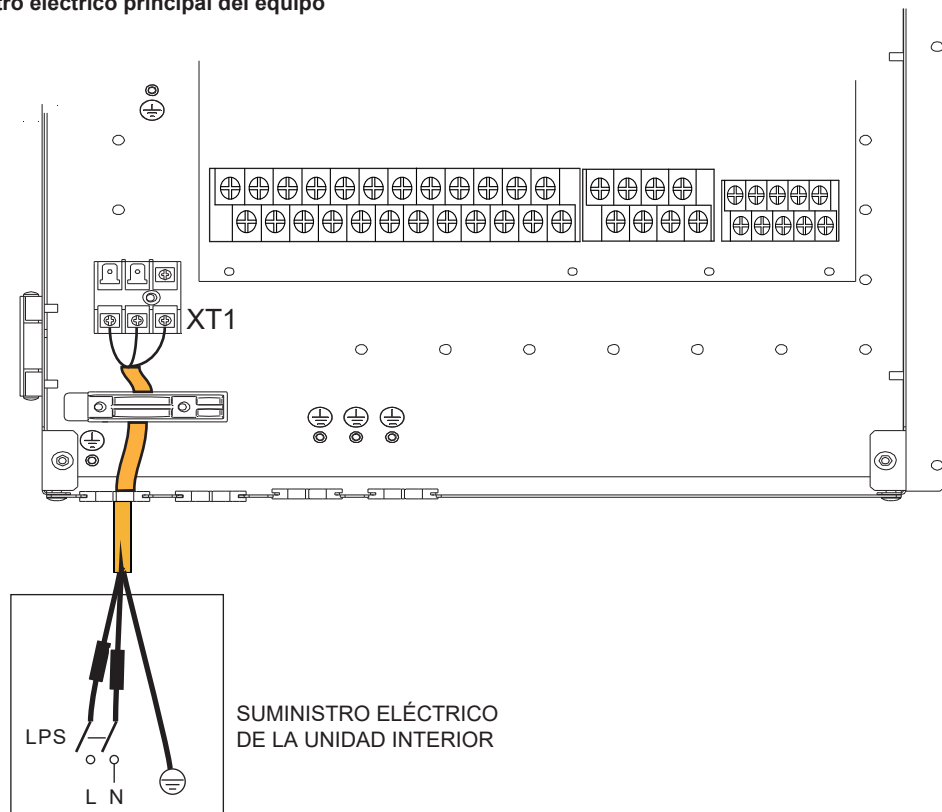 tro eléctrico principal del equipo
XT1
SUMINISTRO ELÉCTRICO
DE LA UNIDAD INTERIOR
LPS
L N